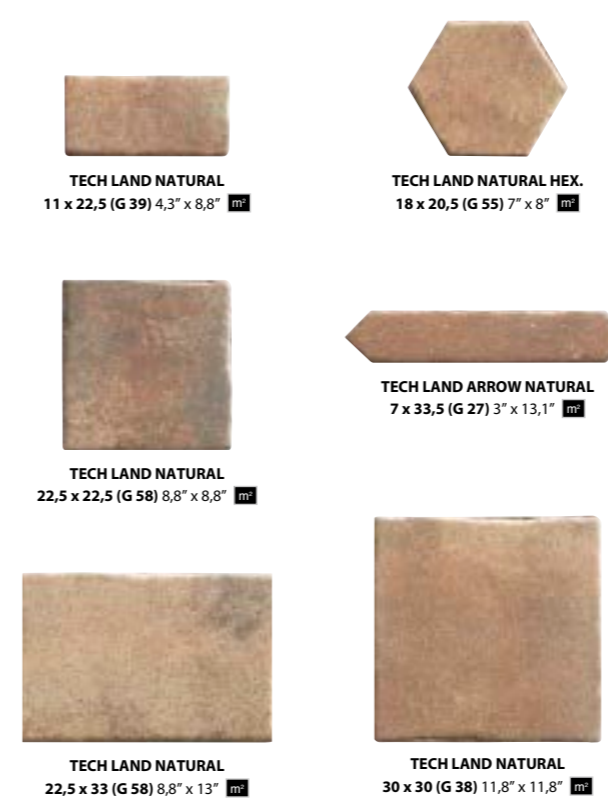 TECH LAND NATURAL
11 x 22,5 (G 39) 4,3” x 8,8” m²
TECH LAND NATURAL HEX.
18 x 20,5 (G 55) 7” x 8” m²
TECH LAND NATURAL
22,5 x 22,5 (G 58) 8,8” x 8,8” m²
TECH LAND ARROW NATURAL
7 x 33,5 (G 27) 3” x 13,1” m²
TECH LAND NATURAL
22,5 x 33 (G 58) 8,8” x 13” m²
TECH LAND NATURAL
30 x 30 (G 38) 11,8” x 11,8” m²